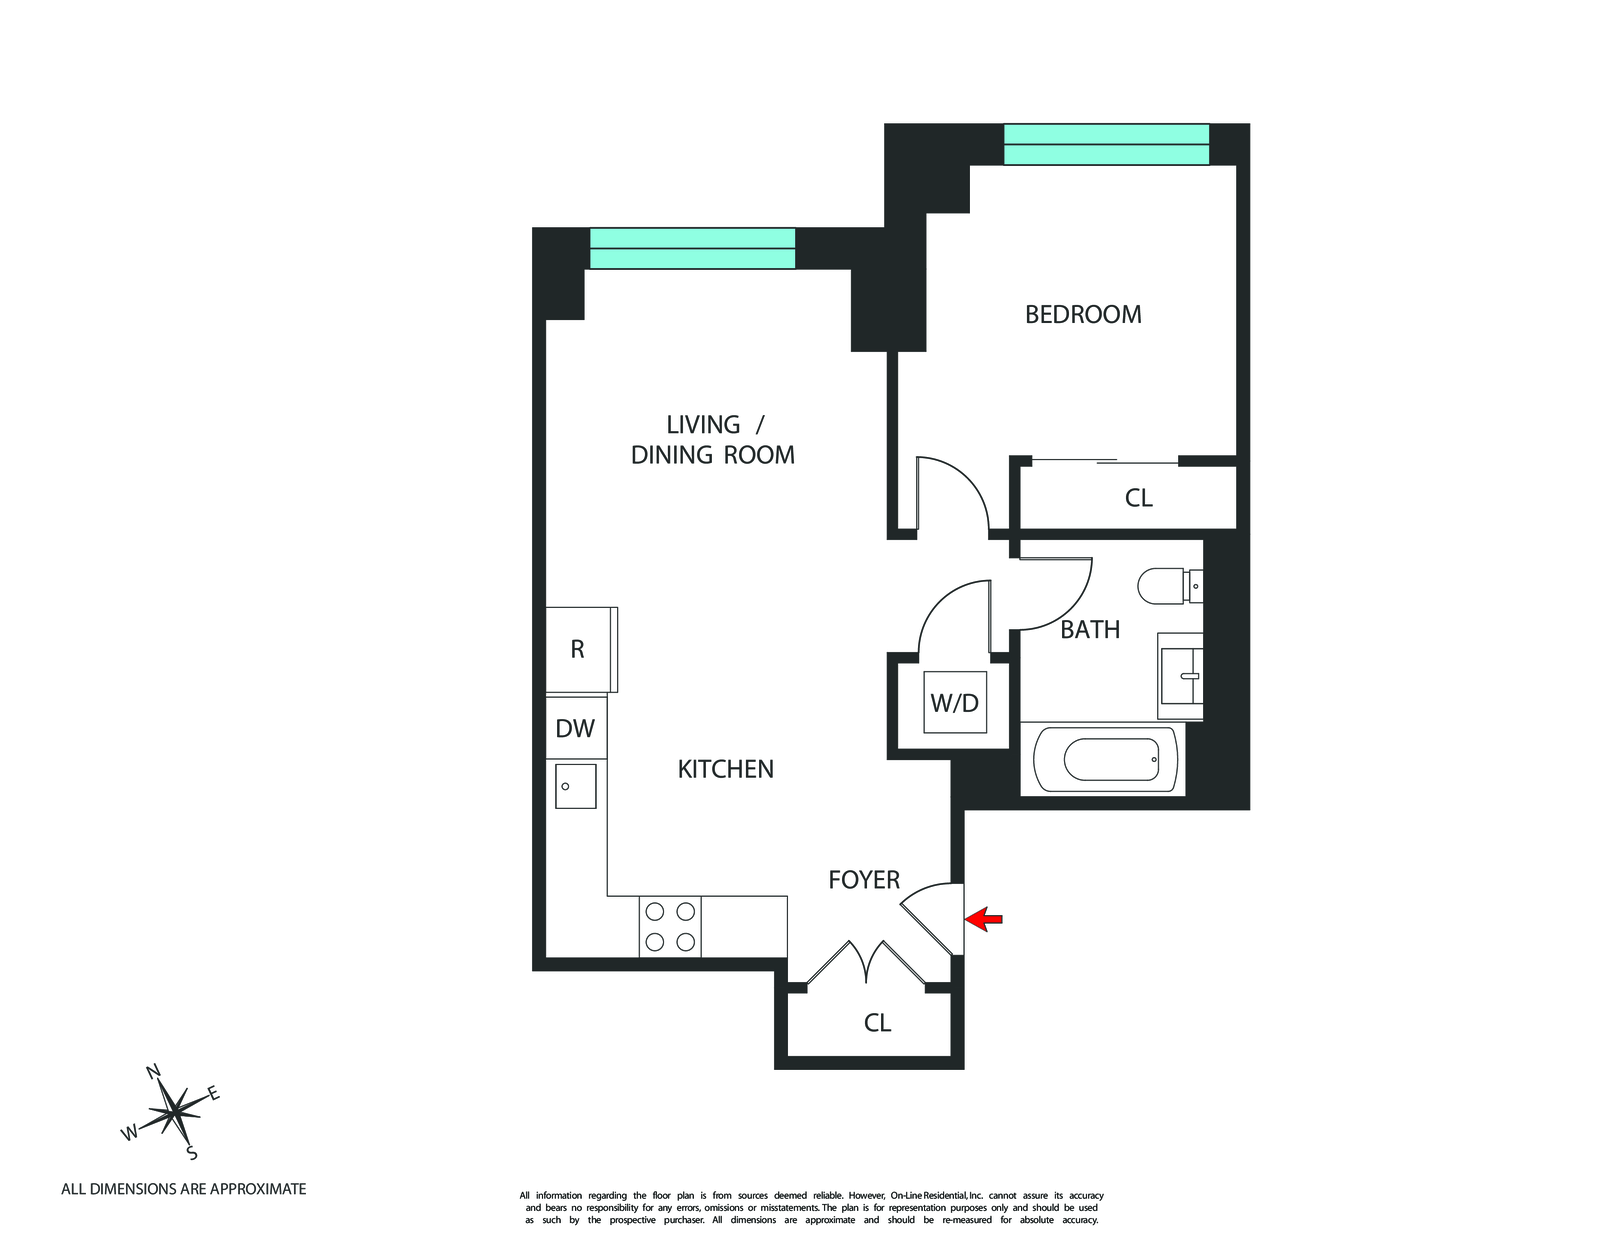 BEDROOM
LIVING /
DINING ROOM
CL
BATH
R
W/D
DW
KITCHEN
FOYER
CL
N
E
W
S
ALL DIMENSIONS ARE APPROXIMATE
All information regarding the floor plan is from sources deemed reliable. However, On-Line Residential, Inc. cannot assure its accuracy
and bears no responsibility for any errors, omissions or misstatements. The plan is for representation purposes only and should be used
as such by the prospective purchaser. All dimensions are approximate and should be re-measured for absolute accuracy.